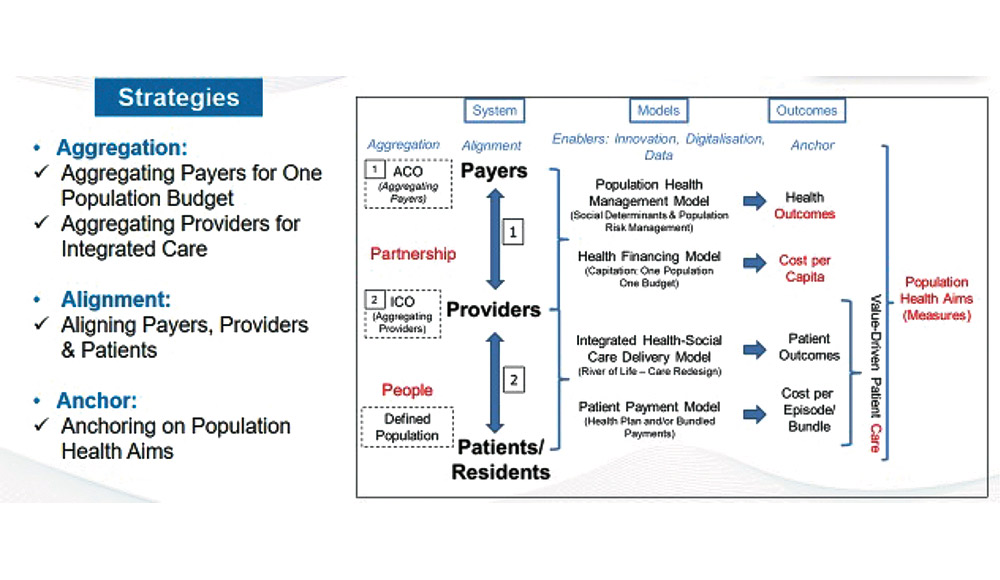 Strategies
• Aggregation:
✓ Aggregating Payers for One
Population Budget
✓ Aggregating Providers for
Integrated Care
• Alignment:
✓ Aligning Payers, Providers
& Patients
• Anchor:
✓ Anchoring on Population
Health Aims
System
Models
Outcomes
Aggregation
Alignment
Enablers: Innovation, Digitalisation,
Data
Anchor
1
ACO
(Aggregating
Payers)
Payers
1
Partnership
2
ICO
(Aggregating
Providers)
Providers
2
People
Defined
Population
Patients/
Residents
Population Health
Management Model
(Social Determinants & Population
Risk Management)
Health
Outcomes
Health Financing Model
(Capitation: One Population
One Budget)
Cost per
Capita
Integrated Health-Social
Care Delivery Model
(River of Life – Care Redesign)
Patient
Outcomes
Patient Payment Model
(Health Plan and/or Bundled
Payments)
Cost per
Episode/
Bundle
Value-Driven Patient Care
Population
Health Aims
(Measures)